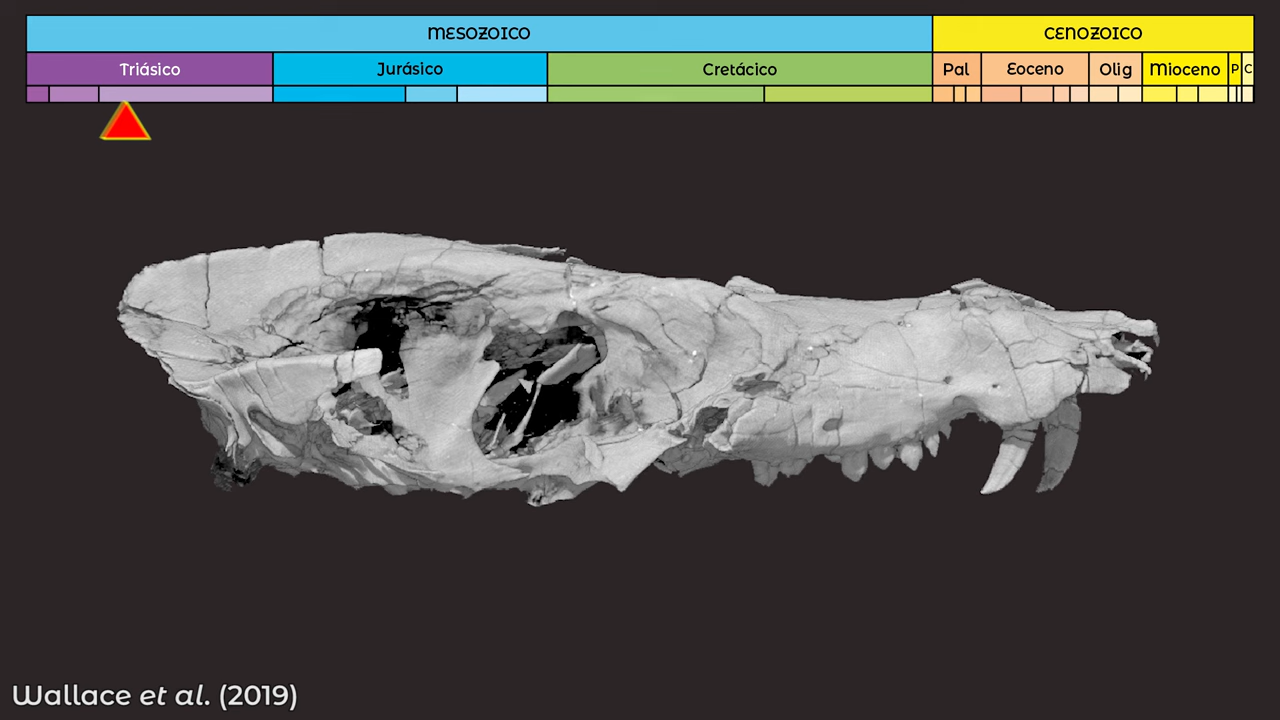 MESOZOICO
CENOZOICO
Triásico
Jurásico
Cretácico
Pal
Eoceno
Olig
Mioceno
P
C
Wallace et al. (2019)